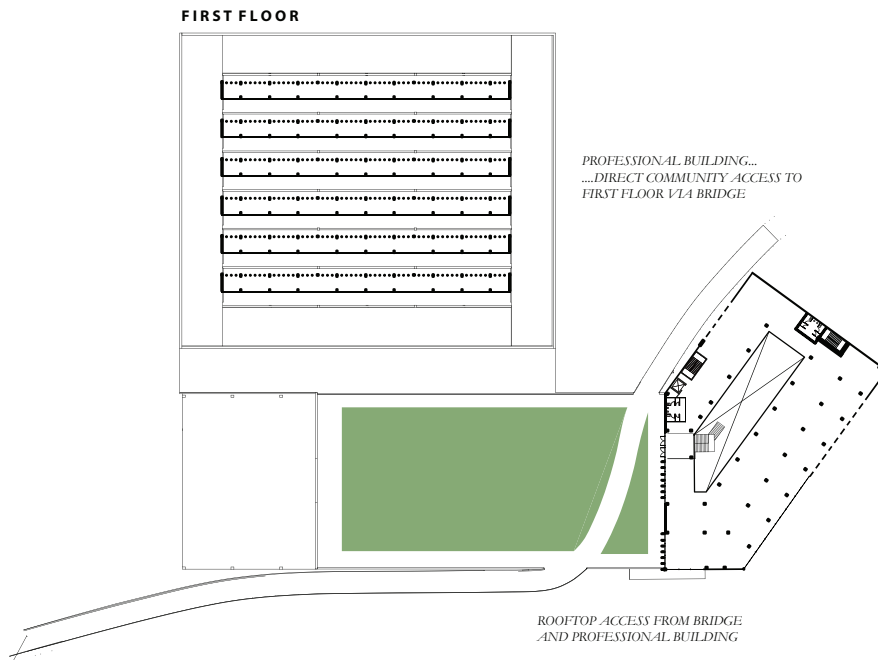 FIRST FLOOR
PROFESSIONAL BUILDING...
....DIRECT COMMUNITY ACCESS TO
FIRST FLOOR VIA BRIDGE
ROOFTOP ACCESS FROM BRIDGE
AND PROFESSIONAL BUILDING